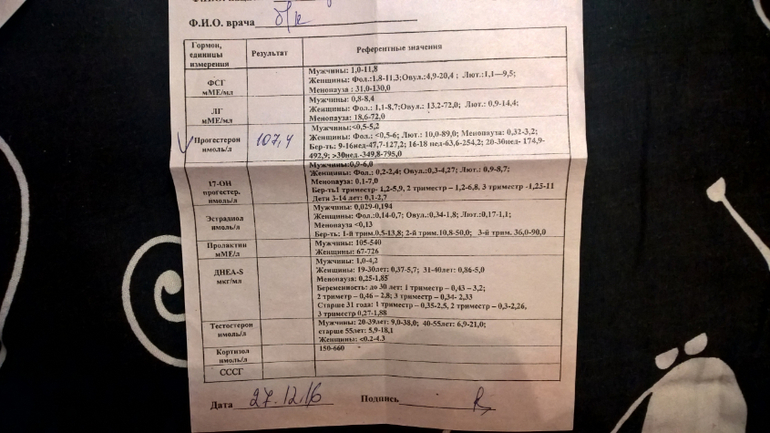 Ф.И.О. врача
Гормон, единицы измерения Результат Референтные значения
ФСГ мМЕ/мл Мужчины: 1,0-11,8
Женщины: Фол.:1,8-11,3;Овул.:4,9-20,4 ; Лют.:1,1—9,5;
Менопауза : 31,0-130,0
ЛГ мМЕ/мл Мужчины: 0,8-8,4
Женщины: Фол.: 1,1-8,7;Овул.: 13,2-72,0; Лют.: 0,9-14,4;
Менопауза: 18,6-72,0
Прогестерон нмоль/л 107,4 Мужчины:<0,5-5,2
Женщины: Фол.: <0,5-6; Лют.: 10,0-89,0; Менопауза: 0,32-3,2;
Бер-ть: 9-16нед-47,7-127,2; 16-18 нед-63,6-254,2; 20-30нед- 174,9-
492,9; >30нед.-349,8-795,0
17-ОН прогестер. нмоль/л Мужчины:0,9-6,0
Женщины: Фол.: 0,2-2,4; Овул.:0,3-4,27; Лют.: 0,9-8,7;
Менопауза: 0,1-7,0
Бер-ть1 триместр- 1,2-5,9, 2 триместр – 1,2-6,8, 3 триместр -1,25-11
Дети 3-14 лет: 0,1-2,7
Эстрадиол нмоль/л Мужчины: 0,029-0,194
Женщины: Фол.:0,14-0,7; Овул.:0,34-1,8; Лют.:0,17-1,1;
Менопауза <0,13
Бер-ть: 1-й трим.0,5-13,8; 2-й трим. 10,8-50,0; 3-й трим. 36,0-90,0
Пролактин мМЕ/л Мужчины: 105-540
Женщины: 67-726
ДНЕА-S мкг/мл Мужчины: 1,0-4,2
Женщины: 19-30лет: 0,37-5,7; 31-40лет: 0,86-5,0
Менопауза: 0,25-1,85
Беременность: до 30 лет: 1 триметр – 0,43 – 3,2;
2 триметр – 0,46 – 2,8; 3 триметр – 0,34- 2,33
Старше 31 года: 1 триметр – 0,35-2,5, 2 триметр – 0,3-2,26,
3 триметр 0,27-1,88
Тестостерон нмоль/л Мужчины: 20-39лет: 9,0-38,0; 40-55лет: 6,9-21,0;
старше 55лет: 5,9-18,1
Женщины: <0,2-4,3
Кортизол нмоль/л 150-660
СССГ
Дата 27.12.16 Подпись